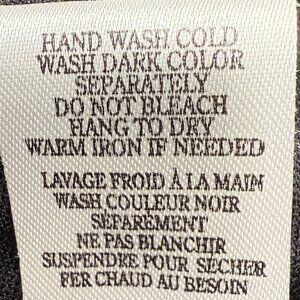 HAND WASH COLD
WASH DARK COLOR
SEPARATELY
DO NOT BLEACH
HANG TO DRY
WARM IRON IF NEEDED
LAVAGE FROID À LA MAIN
WASH COULEUR NOIR
SÉPARÉMENT
NE PAS BLANCHIR
SUSPENDRE POUR SÉCHER
FER CHAUD AU BESOIN